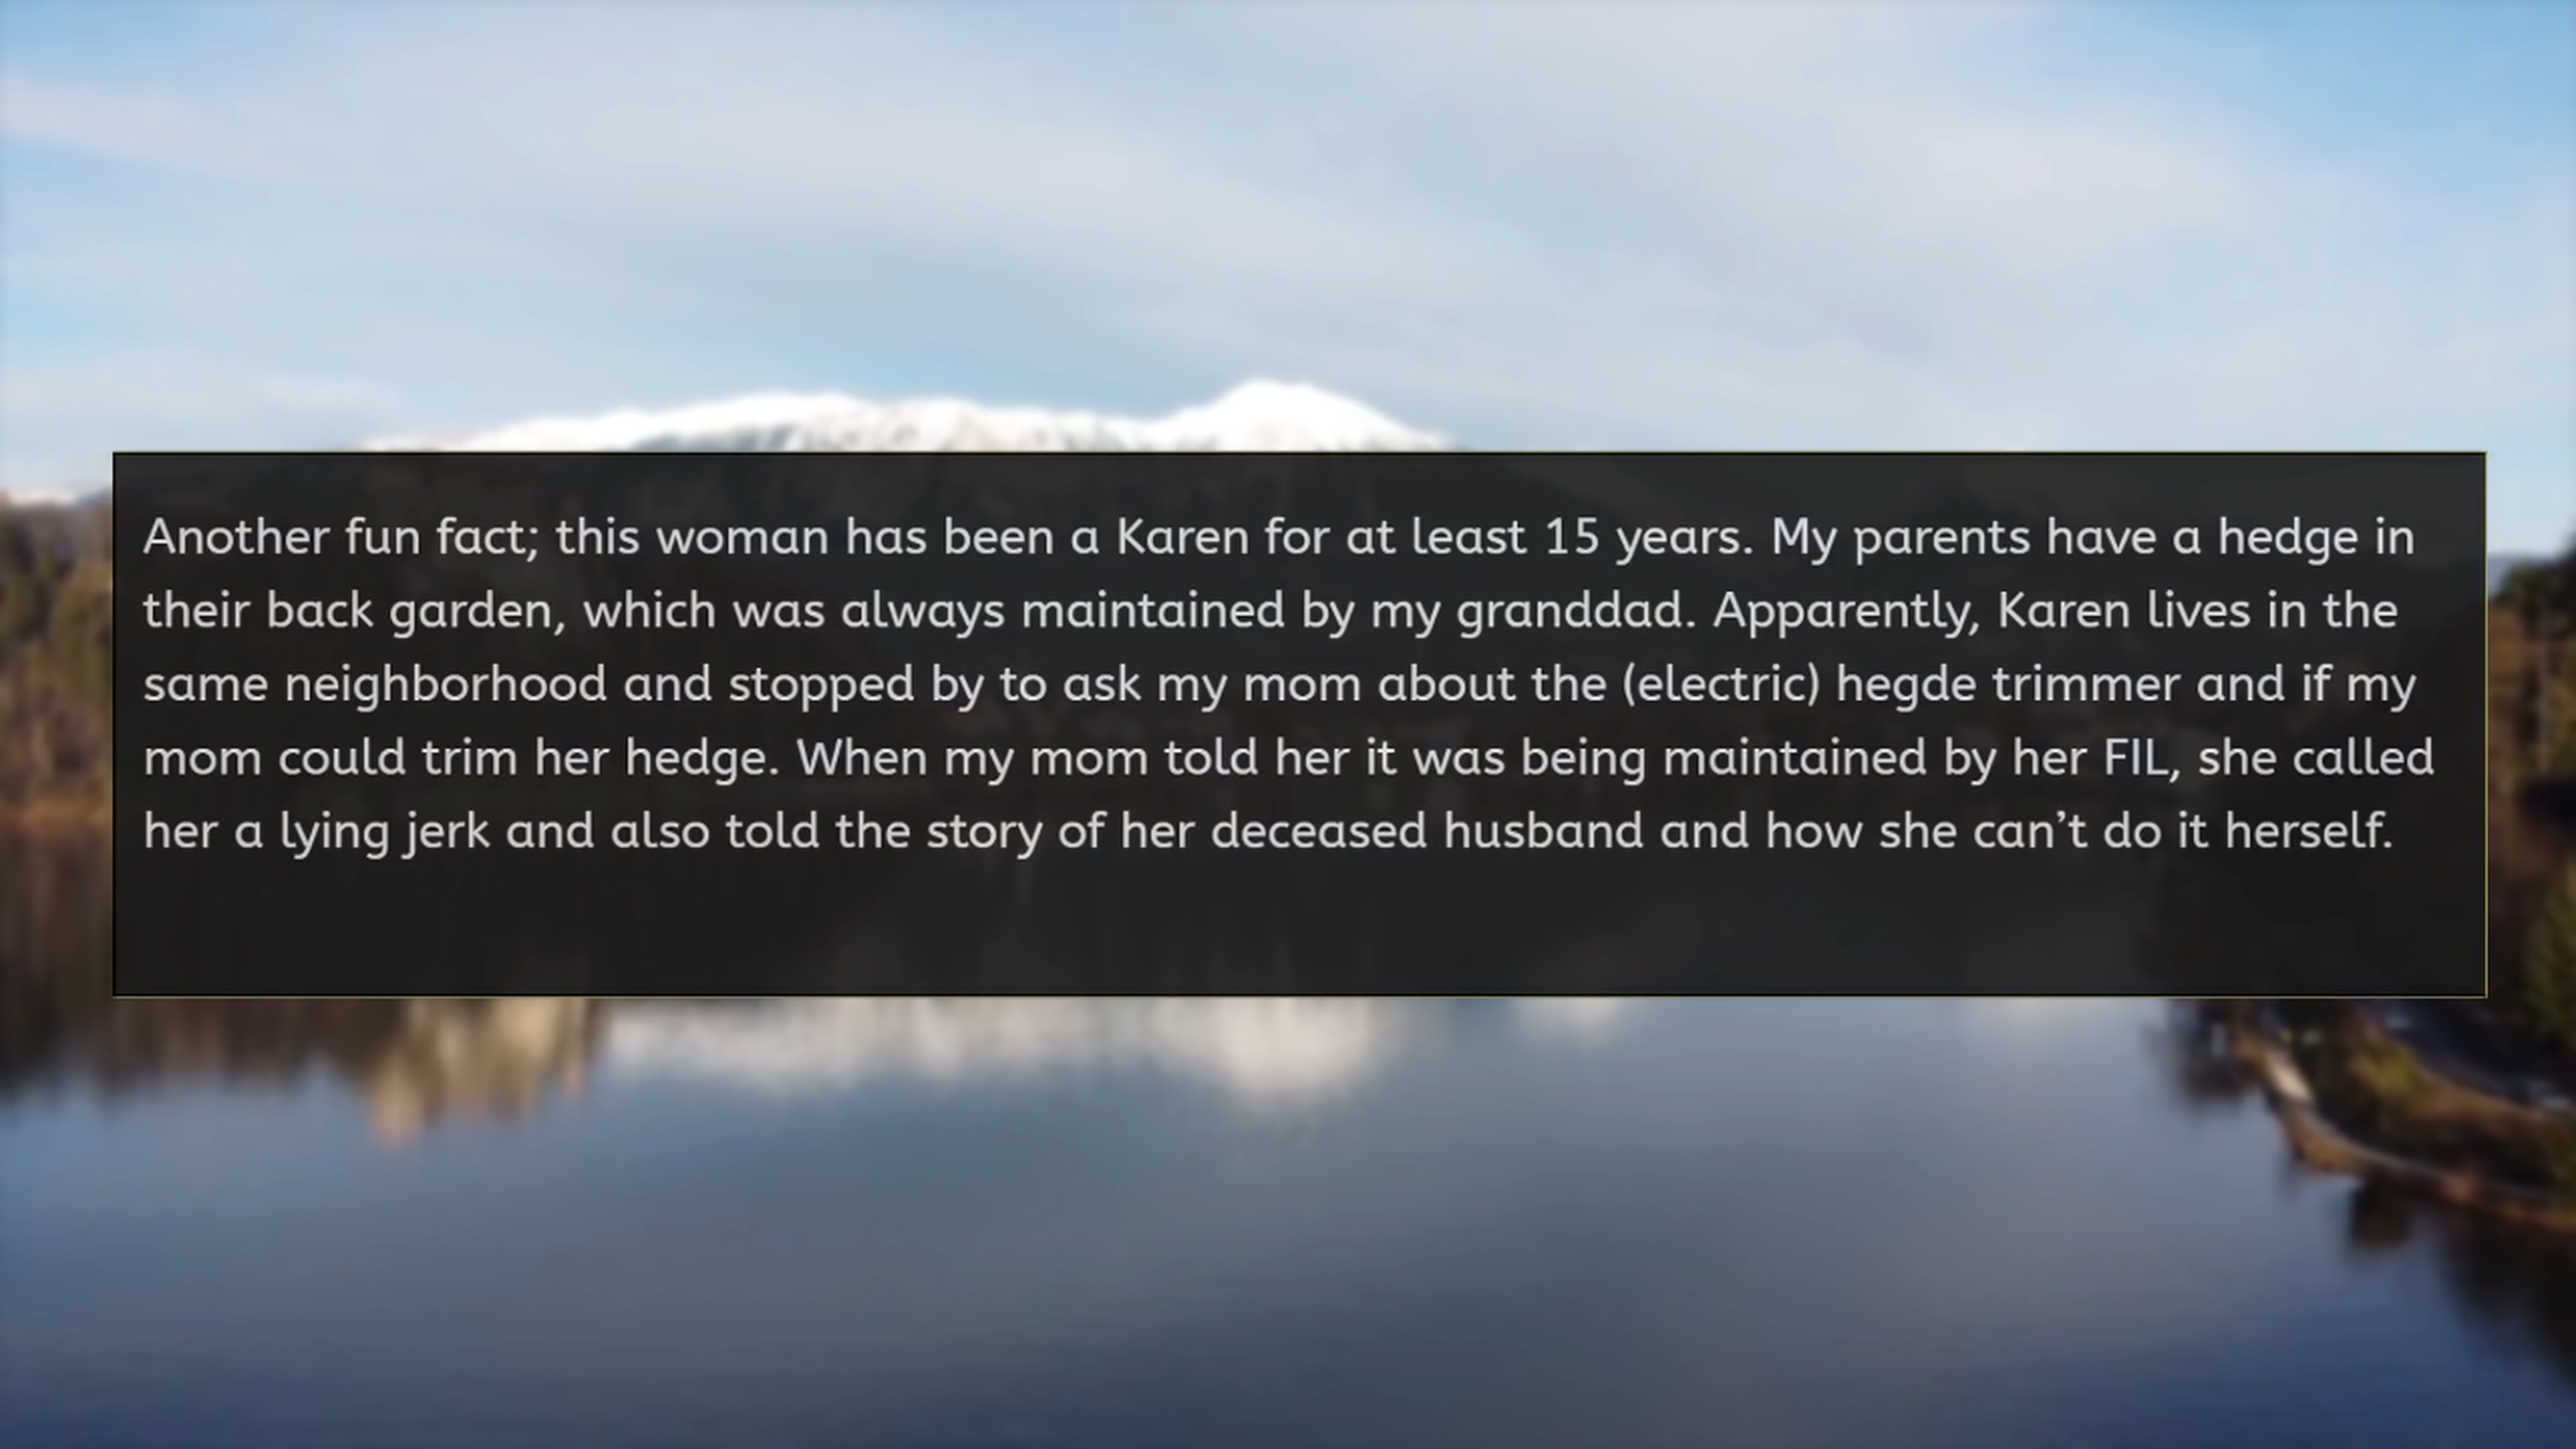 Another fun fact; this woman has been a Karen for at least 15 years. My parents have a hedge in
their back garden, which was always maintained by my granddad. Apparently, Karen lives in the
same neighborhood and stopped by to ask my mom about the (electric) hegde trimmer and if my
mom could trim her hedge. When my mom told her it was being maintained by her FIL, she called
her a lying jerk and also told the story of her deceased husband and how she can’t do it herself.